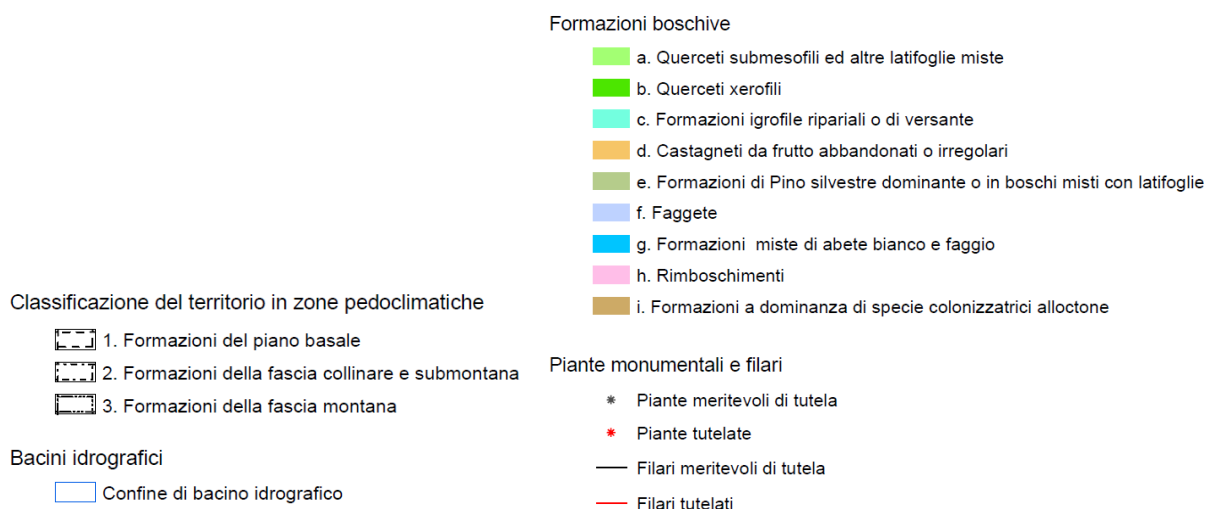 Formazioni boschive
a. Querceti submesofili ed altre latifoglie miste
b. Querceti xerofili
c. Formazioni igrofile ripariali o di versante
d. Castagneti da frutto abbandonati o irregolari
e. Formazioni di Pino silvestre dominante o in boschi misti con latifoglie
f. Faggete
g. Formazioni miste di abete bianco e faggio
h. Rimboschimenti
i. Formazioni a dominanza di specie colonizzatrici alloctone
Classificazione del territorio in zone pedoclimatiche
1. Formazioni del piano basale
2. Formazioni della fascia collinare e submontana
3. Formazioni della fascia montana
Bacini idrografici
Confine di bacino idrografico
Piante monumentali e filari
Piante meritevoli di tutela
Piante tutelate
Filari meritevoli di tutela
Filari tutelati